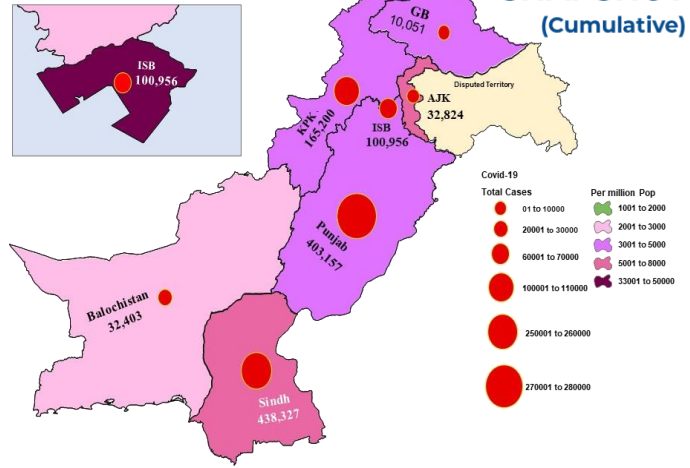 (Cumulative)
GB
10,051
ISB
100,956
Disputed Territory
AJK
32,824
KPK
165,200
ISB
100,956
Punjab
403,157
Balochistan
32,403
Sindh
438,327
Covid-19
Total Cases
01 to 10000
20001 to 30000
60001 to 70000
100001 to 110000
250001 to 260000
270001 to 280000
Per million Pop
1001 to 2000
2001 to 3000
3001 to 5000
5001 to 8000
33001 to 50000